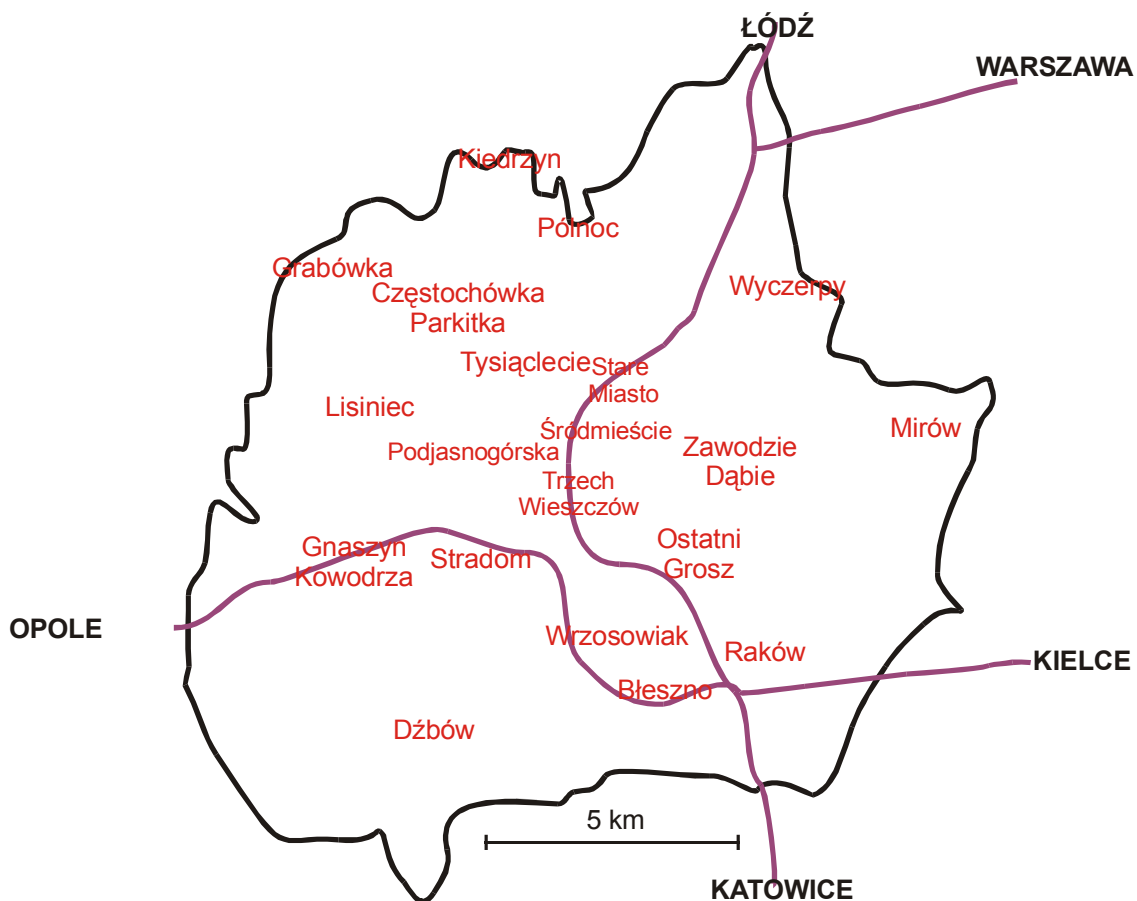 ŁÓDŹ
WARSZAWA
Kiedrzyn
Północ
Grabówka
Wyczerpy
Częstochówka
Parkitka
Tysiąclecie
Stare
Miasto
Lisiniec
Mirów
Śródmieście
Podjasnogórska
Zawodzie
Dąbie
Trzech
Wieszczów
Ostatni
Grosz
Gnaszyn
Kowodrza
Stradom
OPOLE
Wrzosowiak
Raków
KIELCE
Błeszno
Dźbów
5 km
KATOWICE